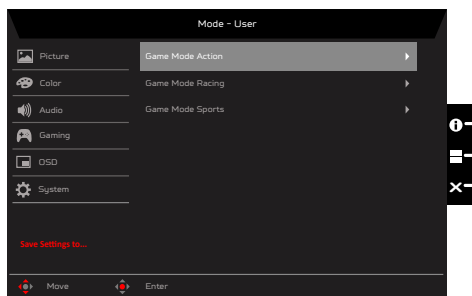 Mode - User
Picture
Game Mode Action
Color
Game Mode Racing
Audio
Game Mode Sports
Gaming
OSD
System
Save Settings to...
Move
Enter